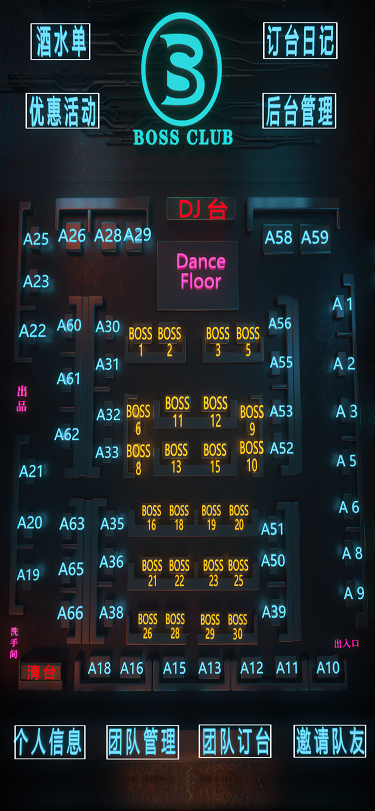 酒水单
订台日记
优惠活动
后台管理
BOSS CLUB
DJ 台
A25 A26 A28 A29
A58 A59
Dance
Floor
A23
A 1
A22 A60 A30
BOSS BOSS BOSS BOSS
1 2 3 5
A56
A61 A31
A55 A 2
出品
A62 A32
BOSS BOSS BOSS BOSS
6 11 12 9
A53 A 3
A33
BOSS BOSS BOSS BOSS
8 13 15 10
A52 A 5
A21
A20 A63 A35
BOSS BOSS BOSS BOSS
16 18 19 20
A51 A 6
A19 A65 A36
BOSS BOSS BOSS BOSS
21 22 23 25
A50 A 8
A66 A38
BOSS BOSS BOSS BOSS
26 28 29 30
A39 A 9
洗手间
出入口
清台
A18 A16 A15 A13 A12 A11 A10
个人信息
团队管理
团队订台
邀请队友